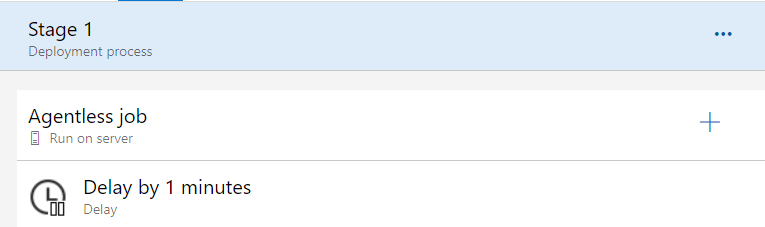 Stage 1
Deployment process
Agentless job
Run on server
Delay by 1 minutes
Delay